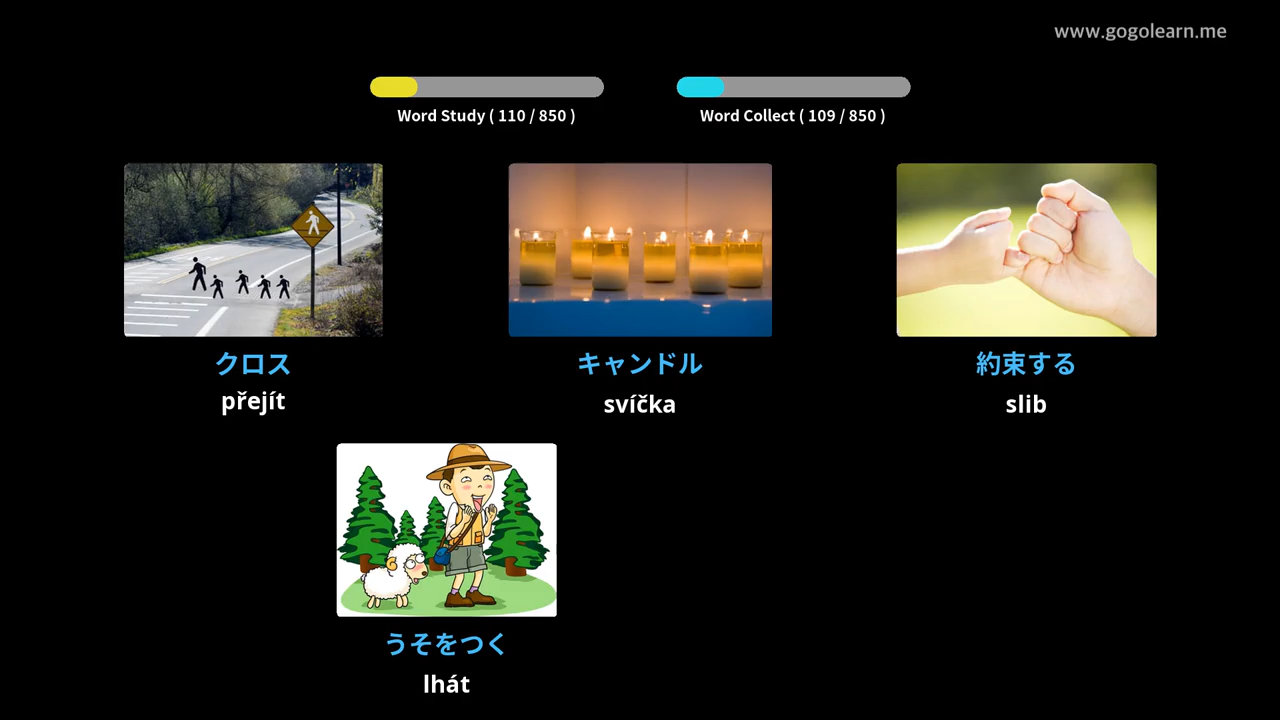 www.gogolearn.me
Word Study ( 110 / 850 )
Word Collect ( 109 / 850 )
クロス
přejít
キャンドル
svíčka
約束する
slib
うそをつく
lhát